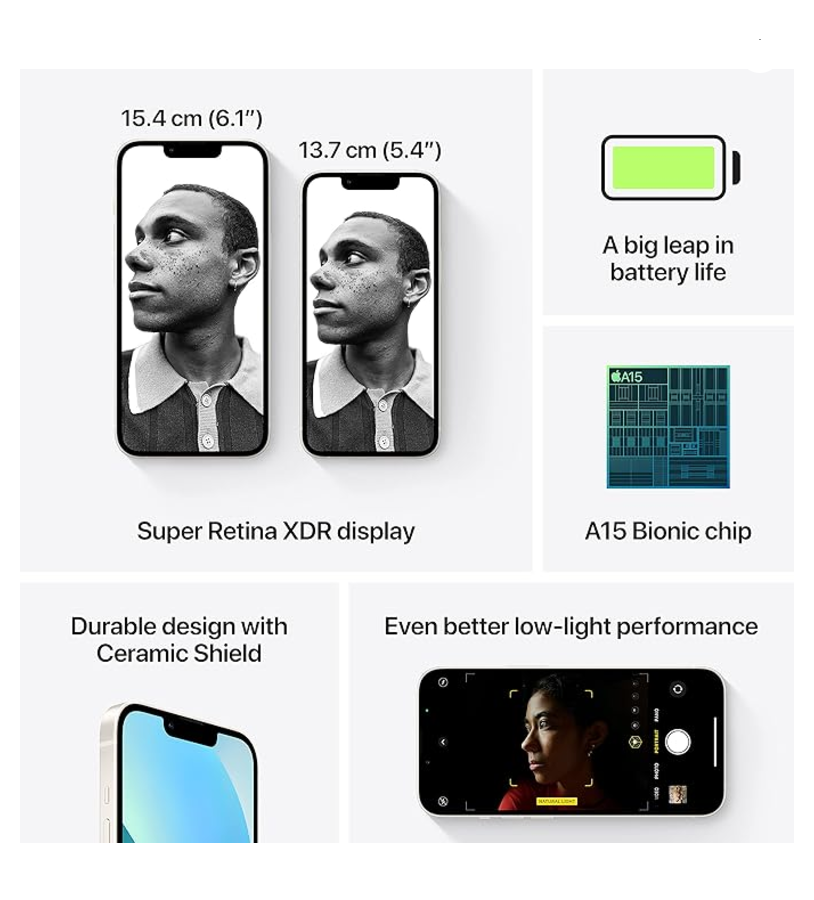 15.4 cm (6.1″)
13.7 cm (5.4″)
Super Retina XDR display
A big leap in
battery life
A15
A15 Bionic chip
Durable design with
Ceramic Shield
Even better low-light performance
PANO
PORTRAIT
PHOTO
NATURAL LIGHT